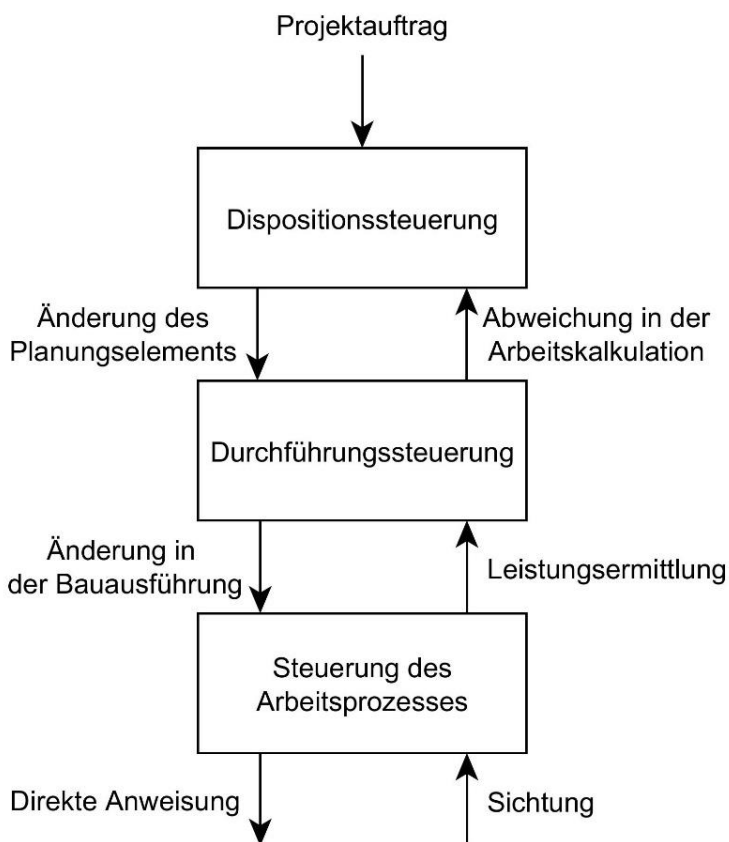 Projektauftrag
Dispositionssteuerung
Änderung des
Planungselements
Abweichung in der
Arbeitskalkulation
Durchführungssteuerung
Änderung in
der Bauausführung
Leistungsermittlung
Steuerung des
Arbeitsprozesses
Direkte Anweisung
Sichtung